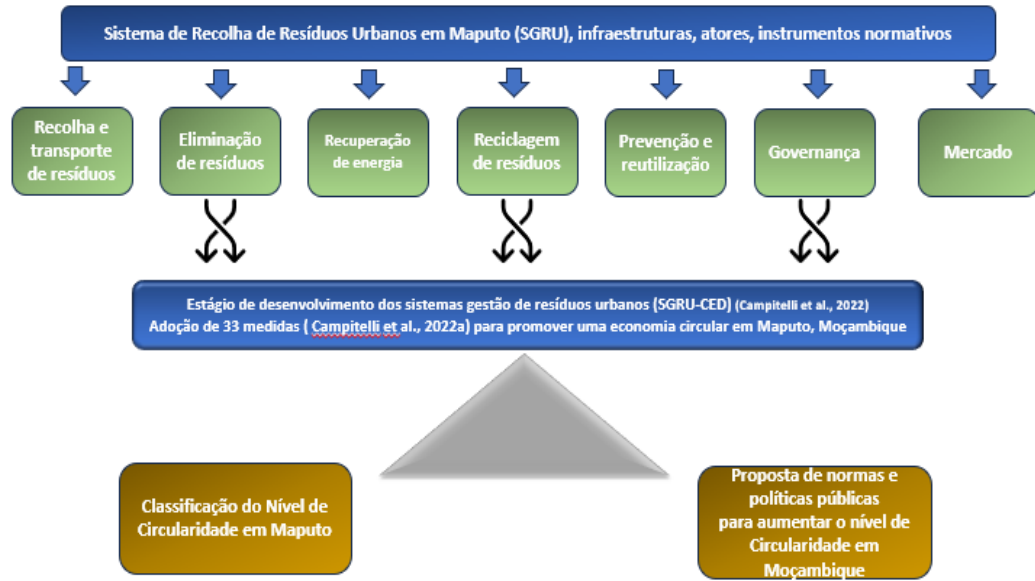 Sistema de Recolha de Resíduos Urbanos em Maputo (SGRU), infraestruturas, atores, instrumentos normativos
Recolha e
transporte
de resíduos
Eliminação
de resíduos
Recuperação
de energia
Reciclagem
de resíduos
Prevenção e
reutilização
Governança
Mercado
Estágio de desenvolvimento dos sistemas gestão de resíduos urbanos (SGRU-CED) (Campitelli et al., 2022)
Adoção de 33 medidas ( Campitelli et al., 2022a) para promover uma economia circular em Maputo, Moçambique
Classificação do Nível de
Circularidade em Maputo
Proposta de normas e
políticas públicas
para aumentar o nível de
Circularidade em
Moçambique